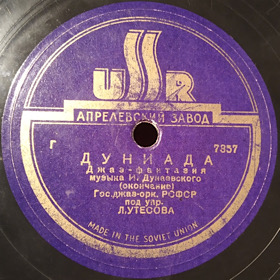 USSR
АПРЕЛЕВСКИЙ ЗАВОД
Г 7857
ДУНИАДА
Джаз-фантазия
музыка И. Дунаевского
(окончание)
Гос.джаз-орк. РСФСР
под упр.
Л.УТЕСОВА
MADE IN THE SOVIET UNION